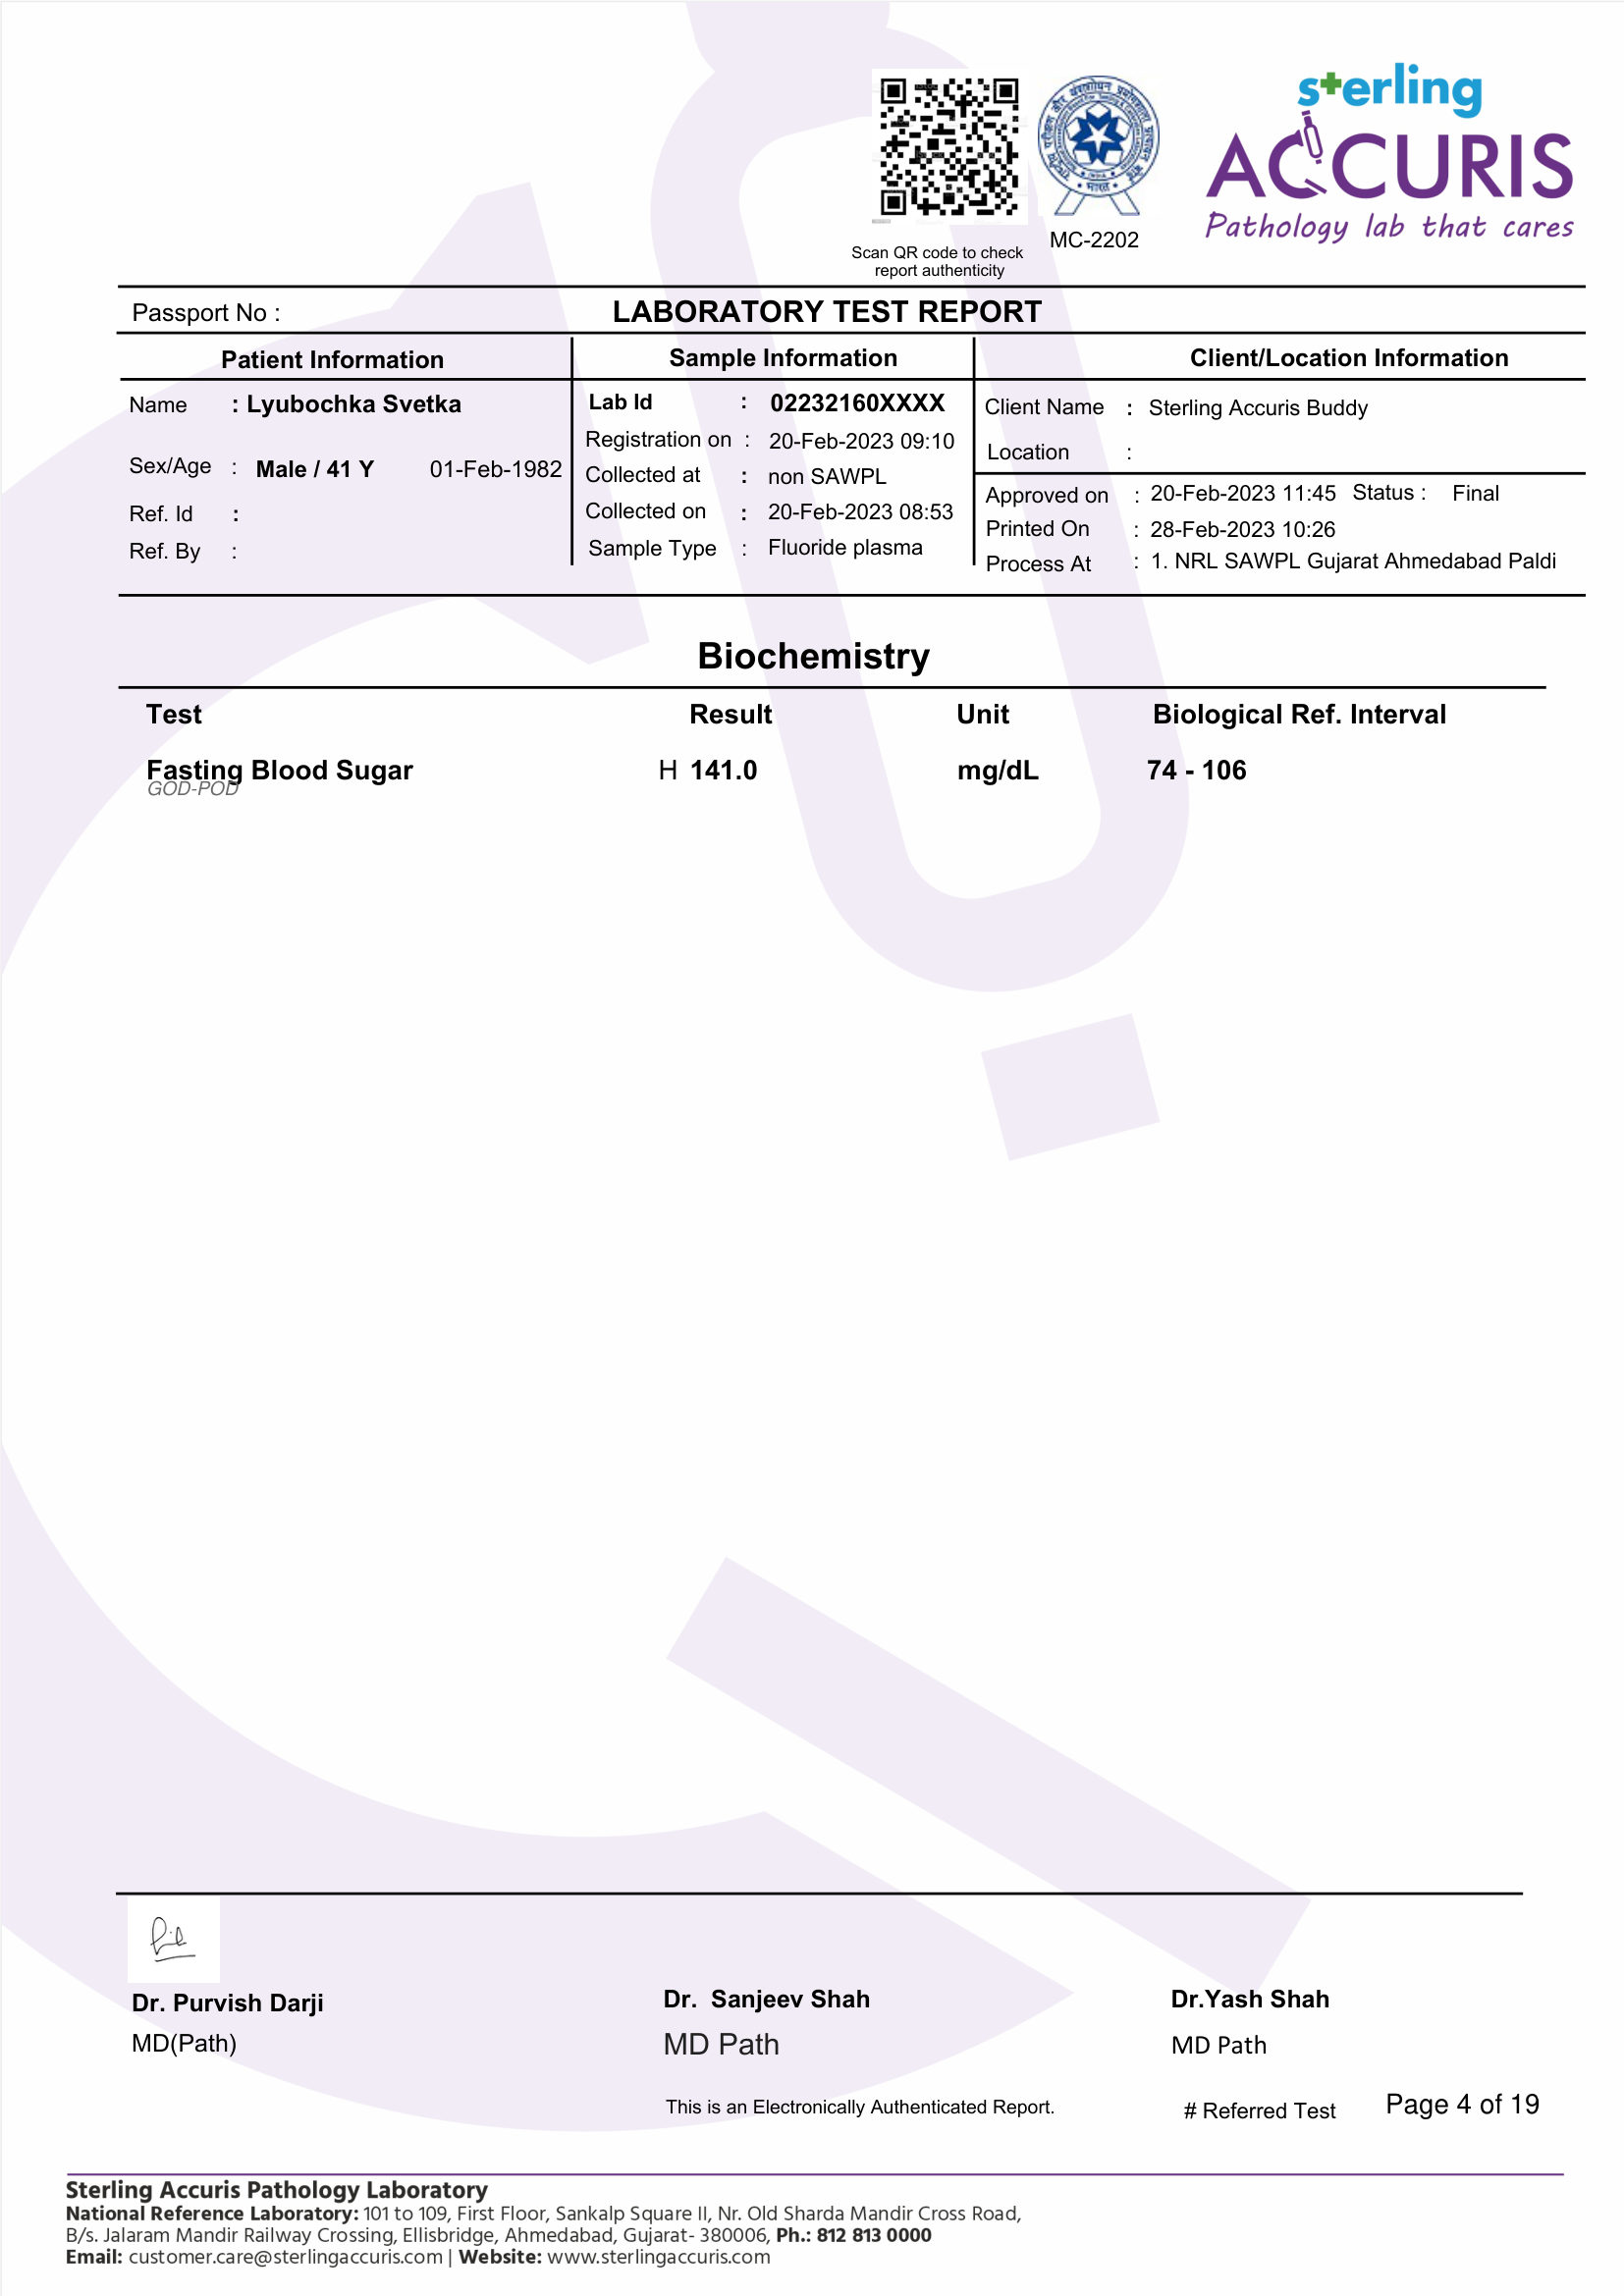 sterling
ACCURIS
Pathology lab that cares
MC-2202
Scan QR code to check
report authenticity
Passport No :
LABORATORY TEST REPORT
Patient Information
Sample Information
Client/Location Information
Name : Lyubochka Svetka
Sex/Age : Male / 41 Y 01-Feb-1982
Ref. Id :
Ref. By :
Lab Id : 02232160XXXX
Registration on : 20-Feb-2023 09:10
Collected at : non SAWPL
Collected on : 20-Feb-2023 08:53
Sample Type : Fluoride plasma
Client Name : Sterling Accuris Buddy
Location :
Approved on : 20-Feb-2023 11:45 Status : Final
Printed On : 28-Feb-2023 10:26
Process At : 1. NRL SAWPL Gujarat Ahmedabad Paldi
Biochemistry
Test Result Unit Biological Ref. Interval
Fasting Blood Sugar H 141.0 mg/dL 74 - 106
GOD-POD
Dr. Purvish Darji
MD(Path)
Dr. Sanjeev Shah
MD Path
Dr.Yash Shah
MD Path
This is an Electronically Authenticated Report.
# Referred Test
Page 4 of 19
Sterling Accuris Pathology Laboratory
National Reference Laboratory: 101 to 109, First Floor, Sankalp Square II, Nr. Old Sharda Mandir Cross Road,
B/s. Jalaram Mandir Railway Crossing, Ellisbridge, Ahmedabad, Gujarat- 380006, Ph.: 812 813 0000
Email: customer.care@sterlingaccuris.com | Website: www.sterlingaccuris.com